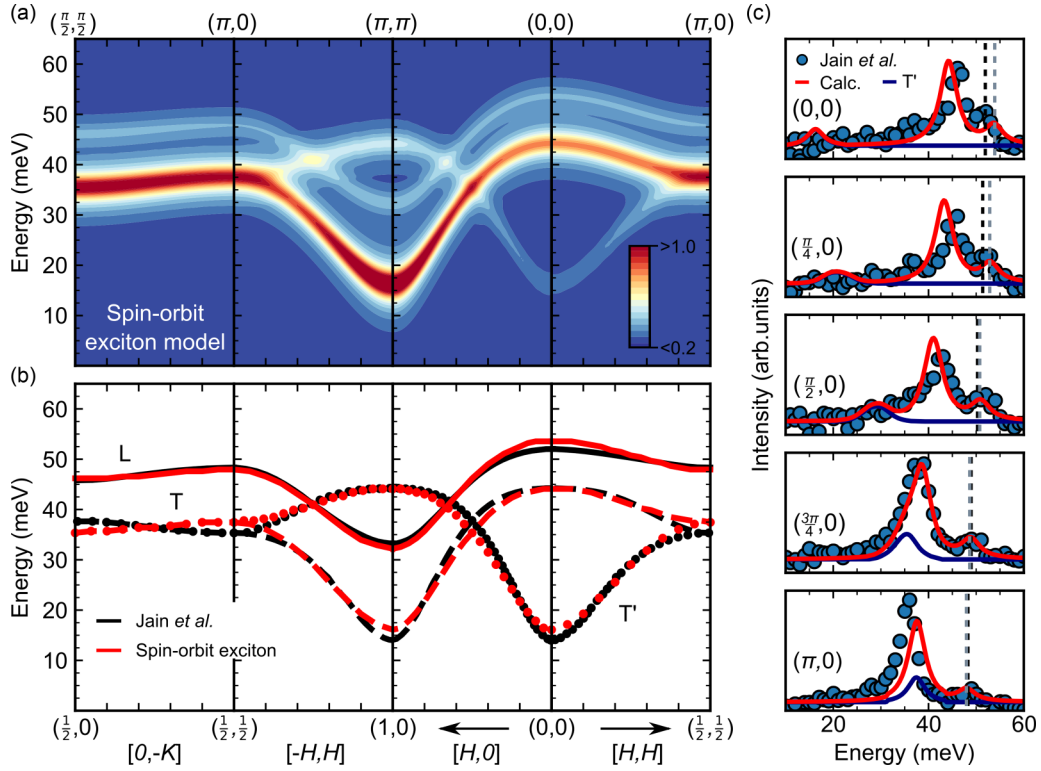 (a)
(π/2,π/2) (π,0) (π,π) (0,0) (π,0)
Energy (meV)
60
50
40
30
20
10
Spin-orbit
exciton model
>1.0
<0.2
(b)
Energy (meV)
60
50
40
30
20
10
L
T
T'
Jain et al.
Spin-orbit exciton
(1/2,0) (1/2,1/2) (1,0) (0,0) (1/2,1/2)
[0,-K] [-H,H] [H,0] [H,H]
(c)
Intensity (arb.units)
Jain et al.
Calc. T'
(0,0)
(π/4,0)
(π/2,0)
(3π/4,0)
(π,0)
20 40 60
Energy (meV)